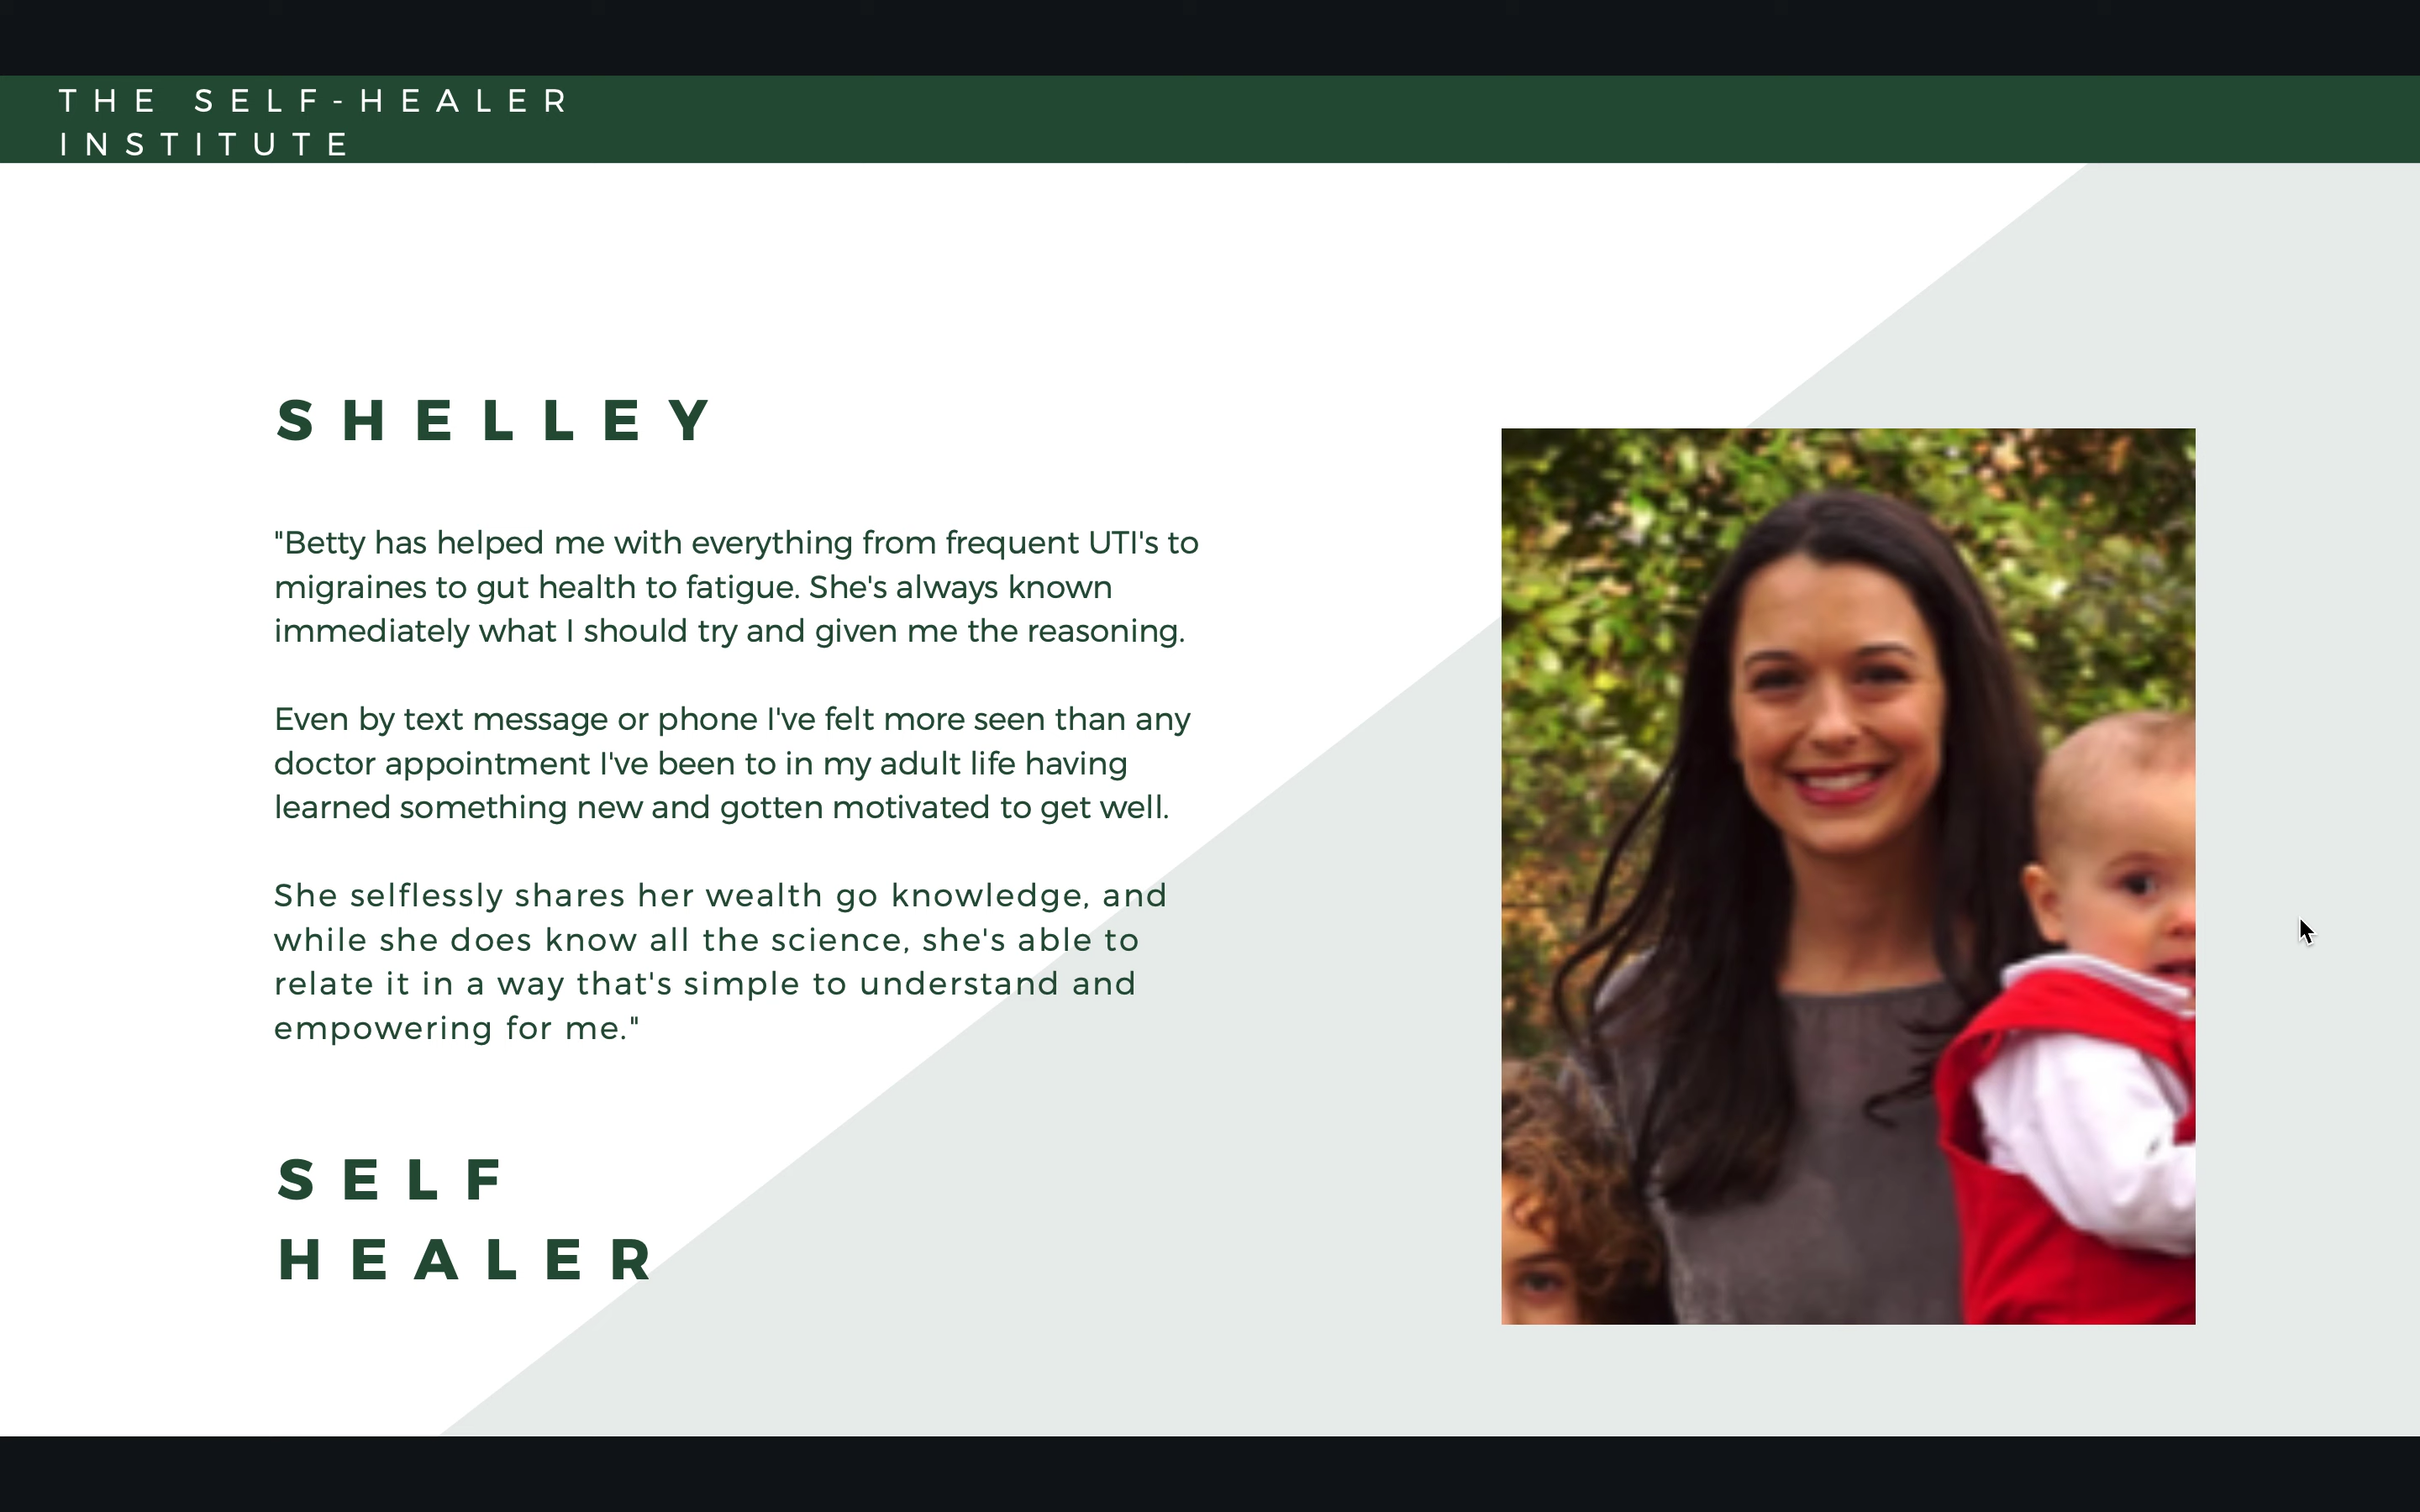 THE SELF-HEALER
INSTITUTE
SHELLEY
"Betty has helped me with everything from frequent UTI's to
migraines to gut health to fatigue. She's always known
immediately what I should try and given me the reasoning.
Even by text message or phone I've felt more seen than any
doctor appointment I've been to in my adult life having
learned something new and gotten motivated to get well.
She selflessly shares her wealth go knowledge, and
while she does know all the science, she's able to
relate it in a way that's simple to understand and
empowering for me."
SELF
HEALER